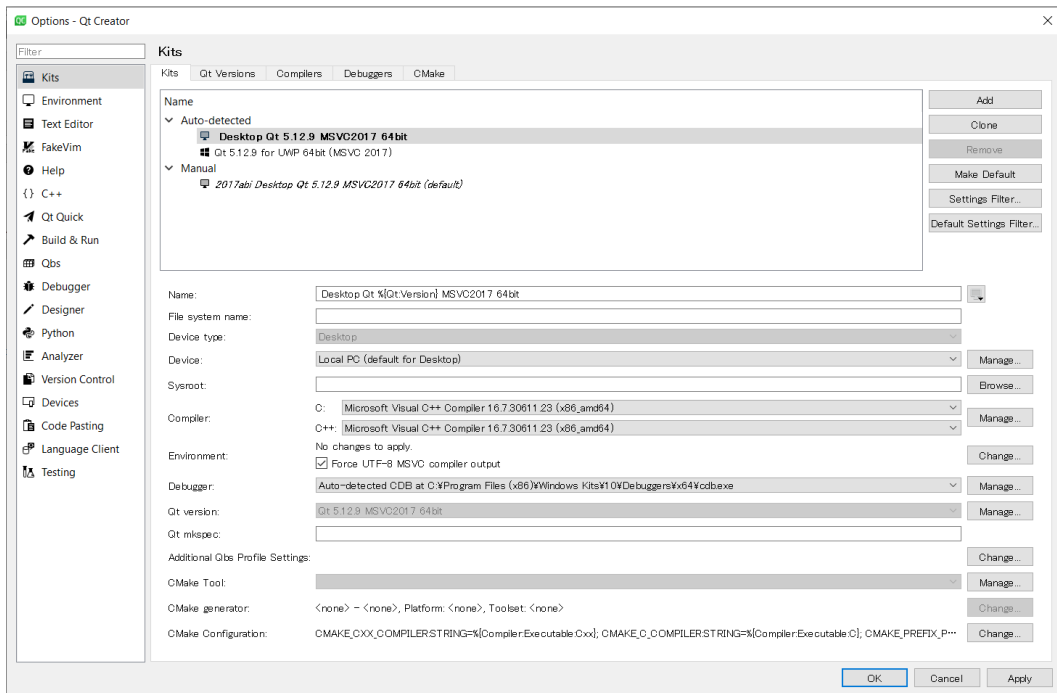 Options - Qt Creator
Filter
Kits
Environment
Text Editor
FakeVim
Help
{} C++
Qt Quick
Build & Run
Qbs
Debugger
Designer
Python
Analyzer
Version Control
Devices
Code Pasting
Language Client
Testing
Kits
Kits Qt Versions Compilers Debuggers CMake
Name
Auto-detected
Desktop Qt 5.12.9 MSVC2017 64bit
Qt 5.12.9 for UWP 64bit (MSVC 2017)
Manual
2017abi Desktop Qt 5.12.9 MSVC2017 64bit (default)
Add
Clone
Remove
Make Default
Settings Filter...
Default Settings Filter...
Name: Desktop Qt %{Qt:Version} MSVC2017 64bit
File system name:
Device type: Desktop
Device: Local PC (default for Desktop) Manage...
Sysroot: Browse...
Compiler: C: Microsoft Visual C++ Compiler 16.7.30611.23 (x86_amd64) Manage...
C++: Microsoft Visual C++ Compiler 16.7.30611.23 (x86_amd64)
Environment: No changes to apply. Change...
Force UTF-8 MSVC compiler output
Debugger: Auto-detected CDB at C:¥Program Files (x86)¥Windows Kits¥10¥Debuggers¥x64¥cdb.exe Manage...
Qt version: Qt 5.12.9 MSVC2017 64bit Manage...
Qt mkspec:
Additional Qbs Profile Settings: Change...
CMake Tool: Manage...
CMake generator: <none> - <none>, Platform: <none>, Toolset: <none> Change...
CMake Configuration: CMAKE_CXX_COMPILER:STRING=%{Compiler:Executable:Cxx}; CMAKE_C_COMPILER:STRING=%{Compiler:Executable:C}; CMAKE_PREFIX_P… Change...
OK Cancel Apply